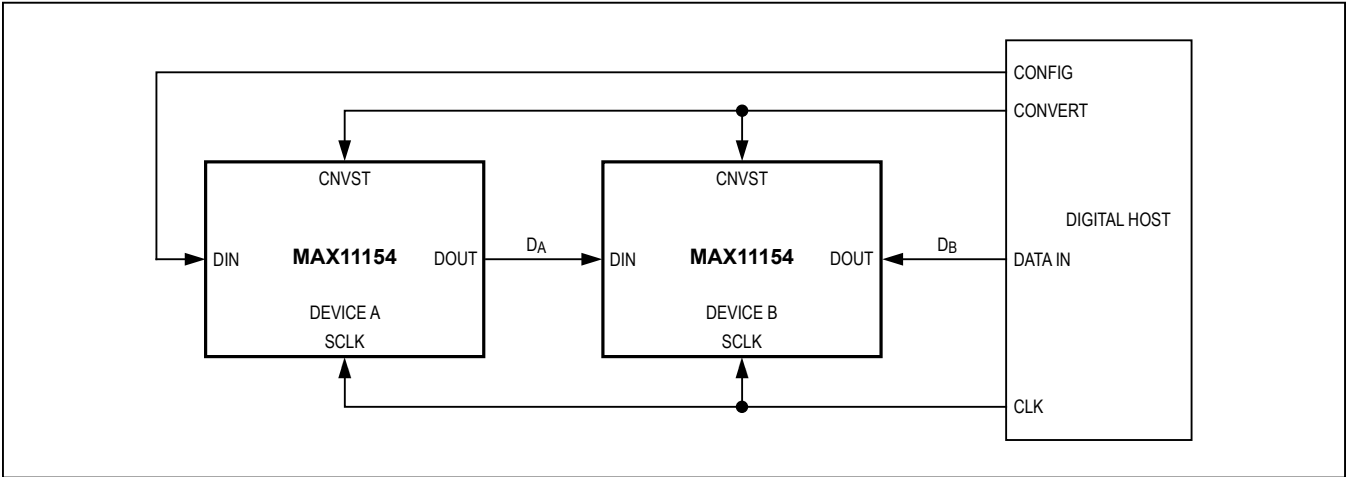 CONFIG
CONVERT
CNVST
CNVST
DIGITAL HOST
DIN
MAX11154
DOUT
DA
DIN
MAX11154
DOUT
DB
DATA IN
DEVICE A
DEVICE B
SCLK
SCLK
CLK